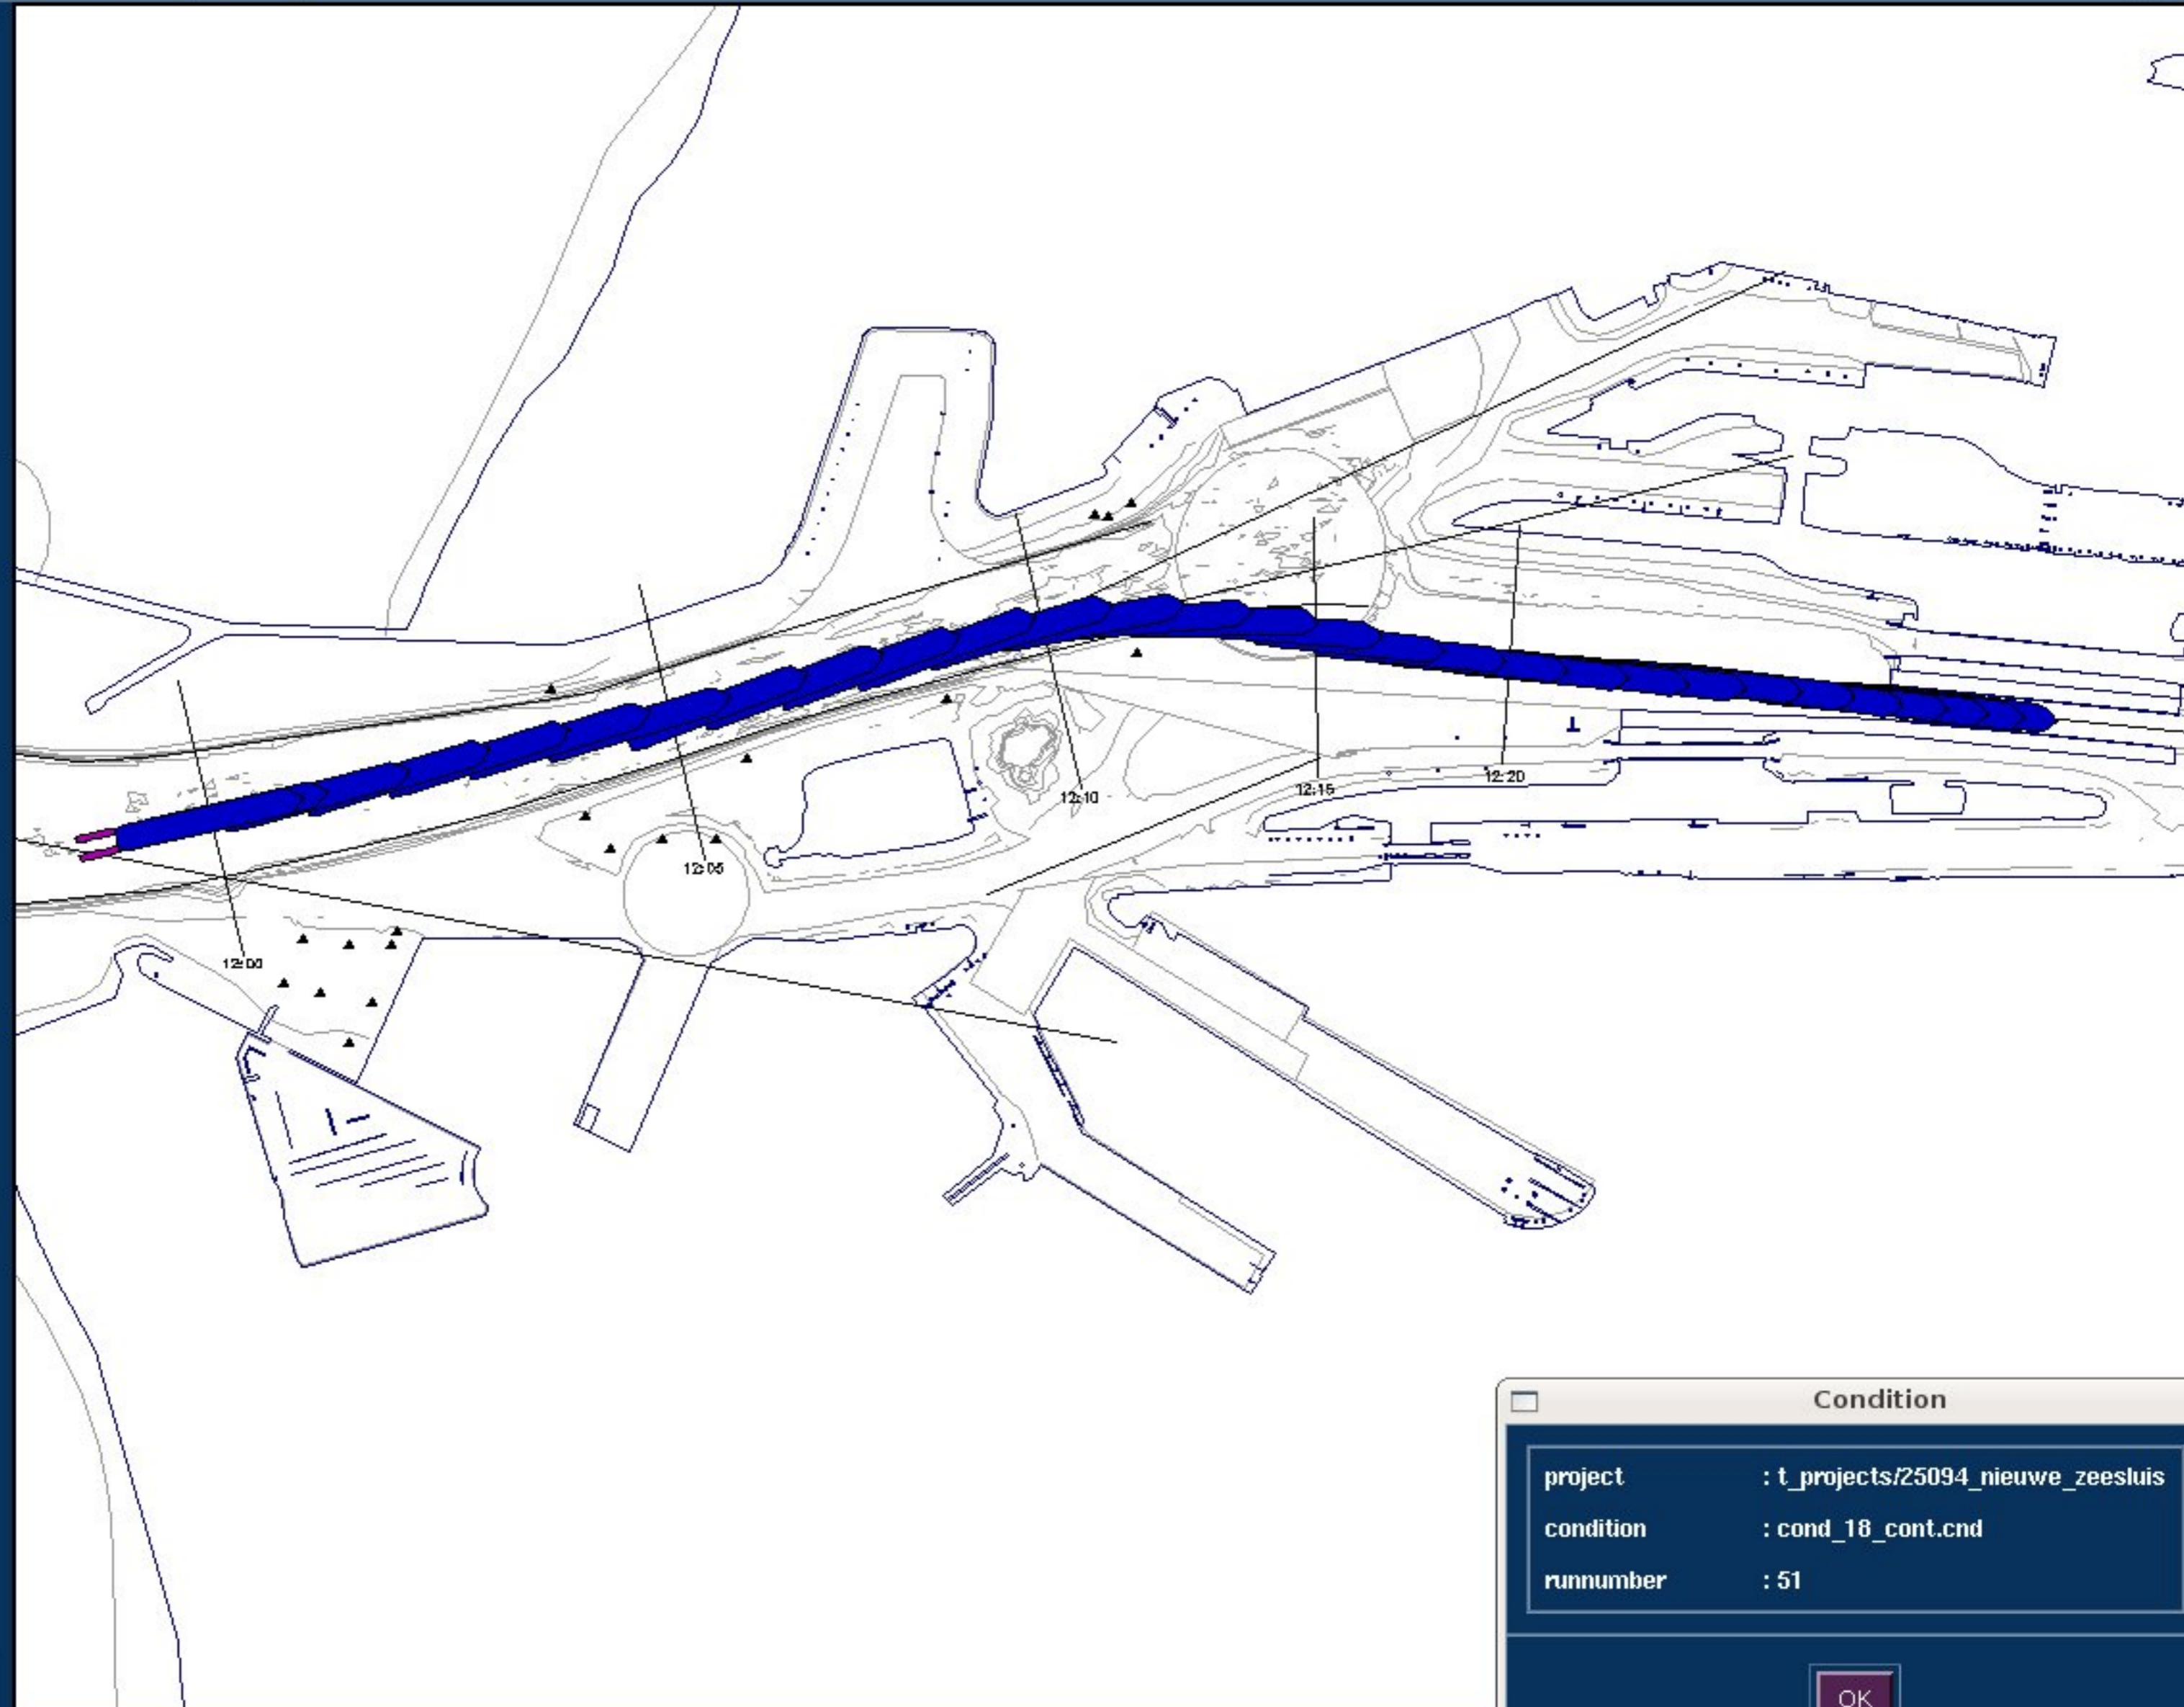 12:10
12:15
12:20
12:05
12:00
Condition
project : t_projects/25094_nieuwe_zeesluis
condition : cond_18_cont.cnd
runnumber : 51
OK